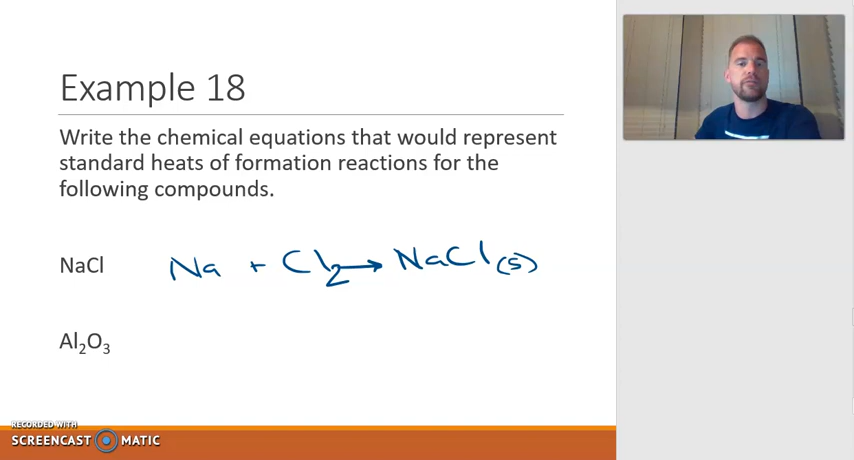 Example 18
Write the chemical equations that would represent
standard heats of formation reactions for the
following compounds.
NaCl Na + Cl₂ → NaCl(s)
Al₂O₃
RECORDED WITH
SCREENCAST MATIC